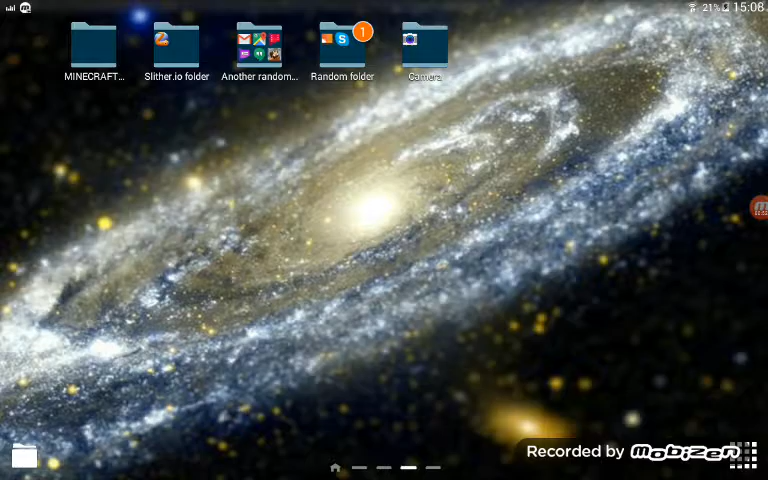 21% 15:08
1
MINECRAFT... Slither.io folder Another random... Random folder Camera
Recorded by mobizen